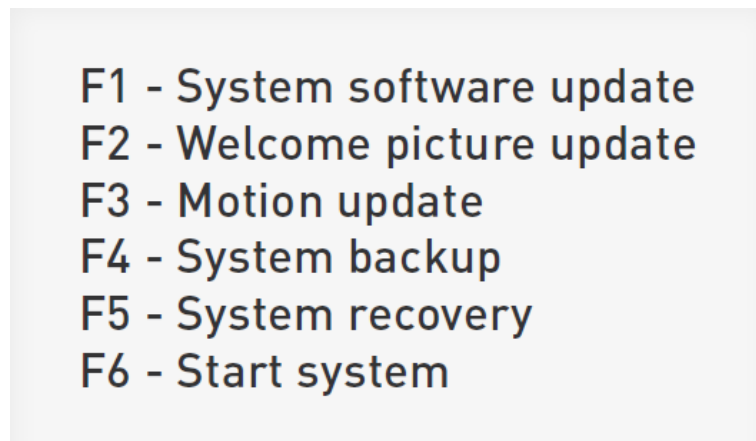 F1 - System software update
F2 - Welcome picture update
F3 - Motion update
F4 - System backup
F5 - System recovery
F6 - Start system